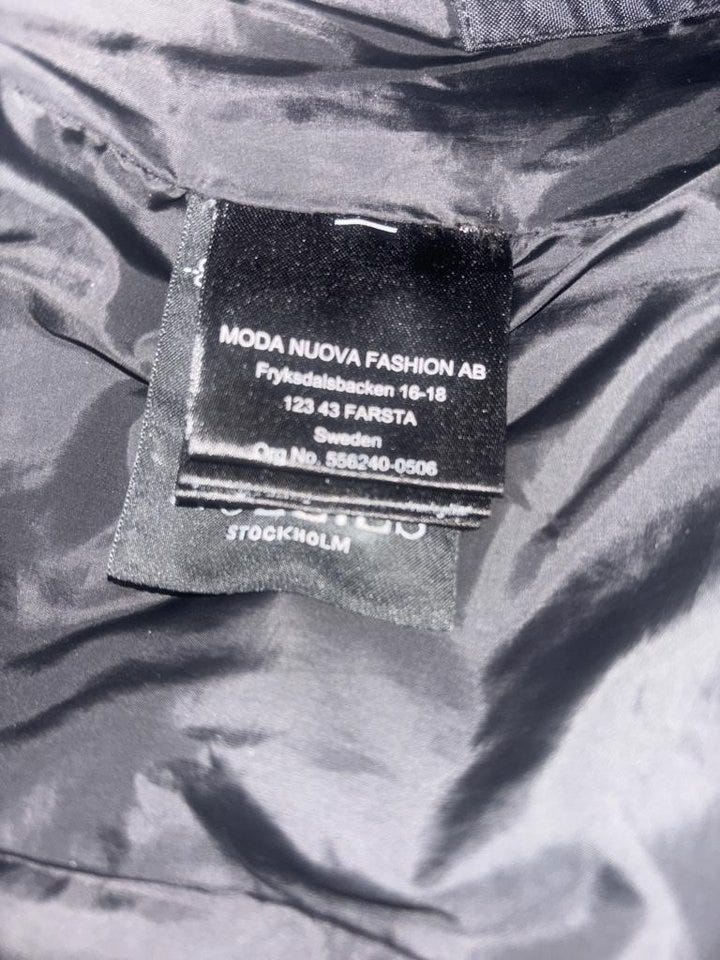 MODA NUOVA FASHION AB
Fryksdalsbacken 16-18
123 43 FARSTA
Sweden
Org No. 556240-0506
STOCKHOLM